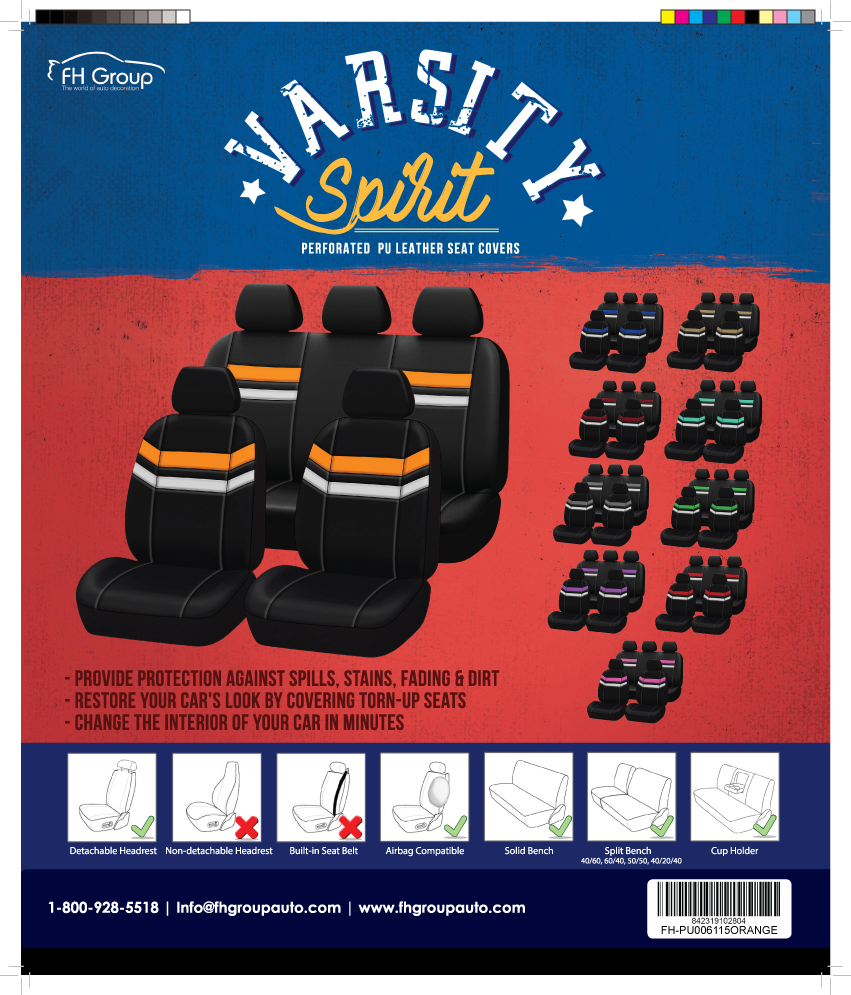 FH Group
The world of auto decoration
VARSITY
Spirit
PERFORATED PU LEATHER SEAT COVERS
- PROVIDE PROTECTION AGAINST SPILLS, STAINS, FADING & DIRT
- RESTORE YOUR CAR'S LOOK BY COVERING TORN-UP SEATS
- CHANGE THE INTERIOR OF YOUR CAR IN MINUTES
Detachable Headrest
Non-detachable Headrest
Built-in Seat Belt
Airbag Compatible
Solid Bench
Split Bench
40/60, 60/40, 50/50, 40/20/40
Cup Holder
1-800-928-5518 | Info@fhgroupauto.com | www.fhgroupauto.com
842319102804
FH-PU006115ORANGE